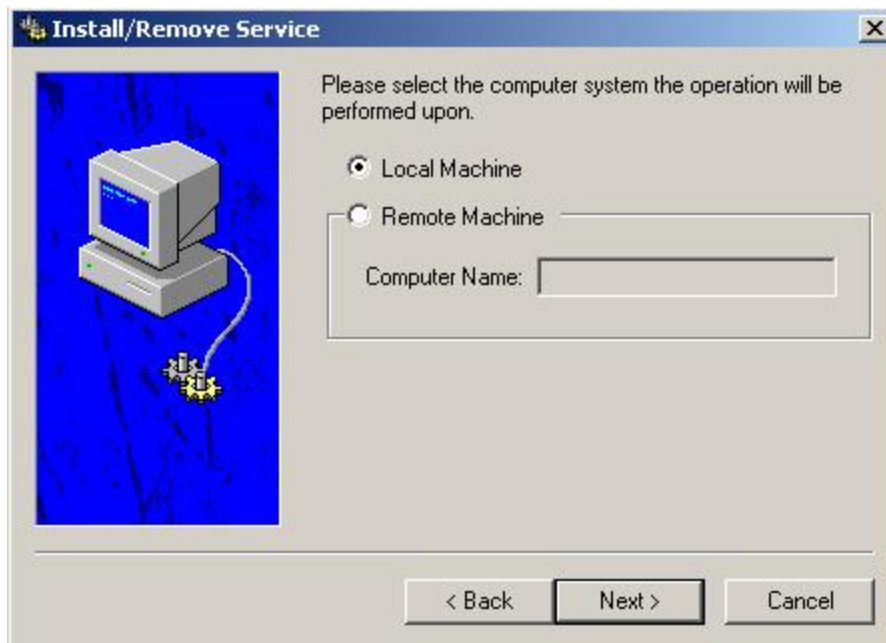 Install/Remove Service
Please select the computer system the operation will be
performed upon.
Local Machine
Remote Machine
Computer Name:
< Back
Next >
Cancel